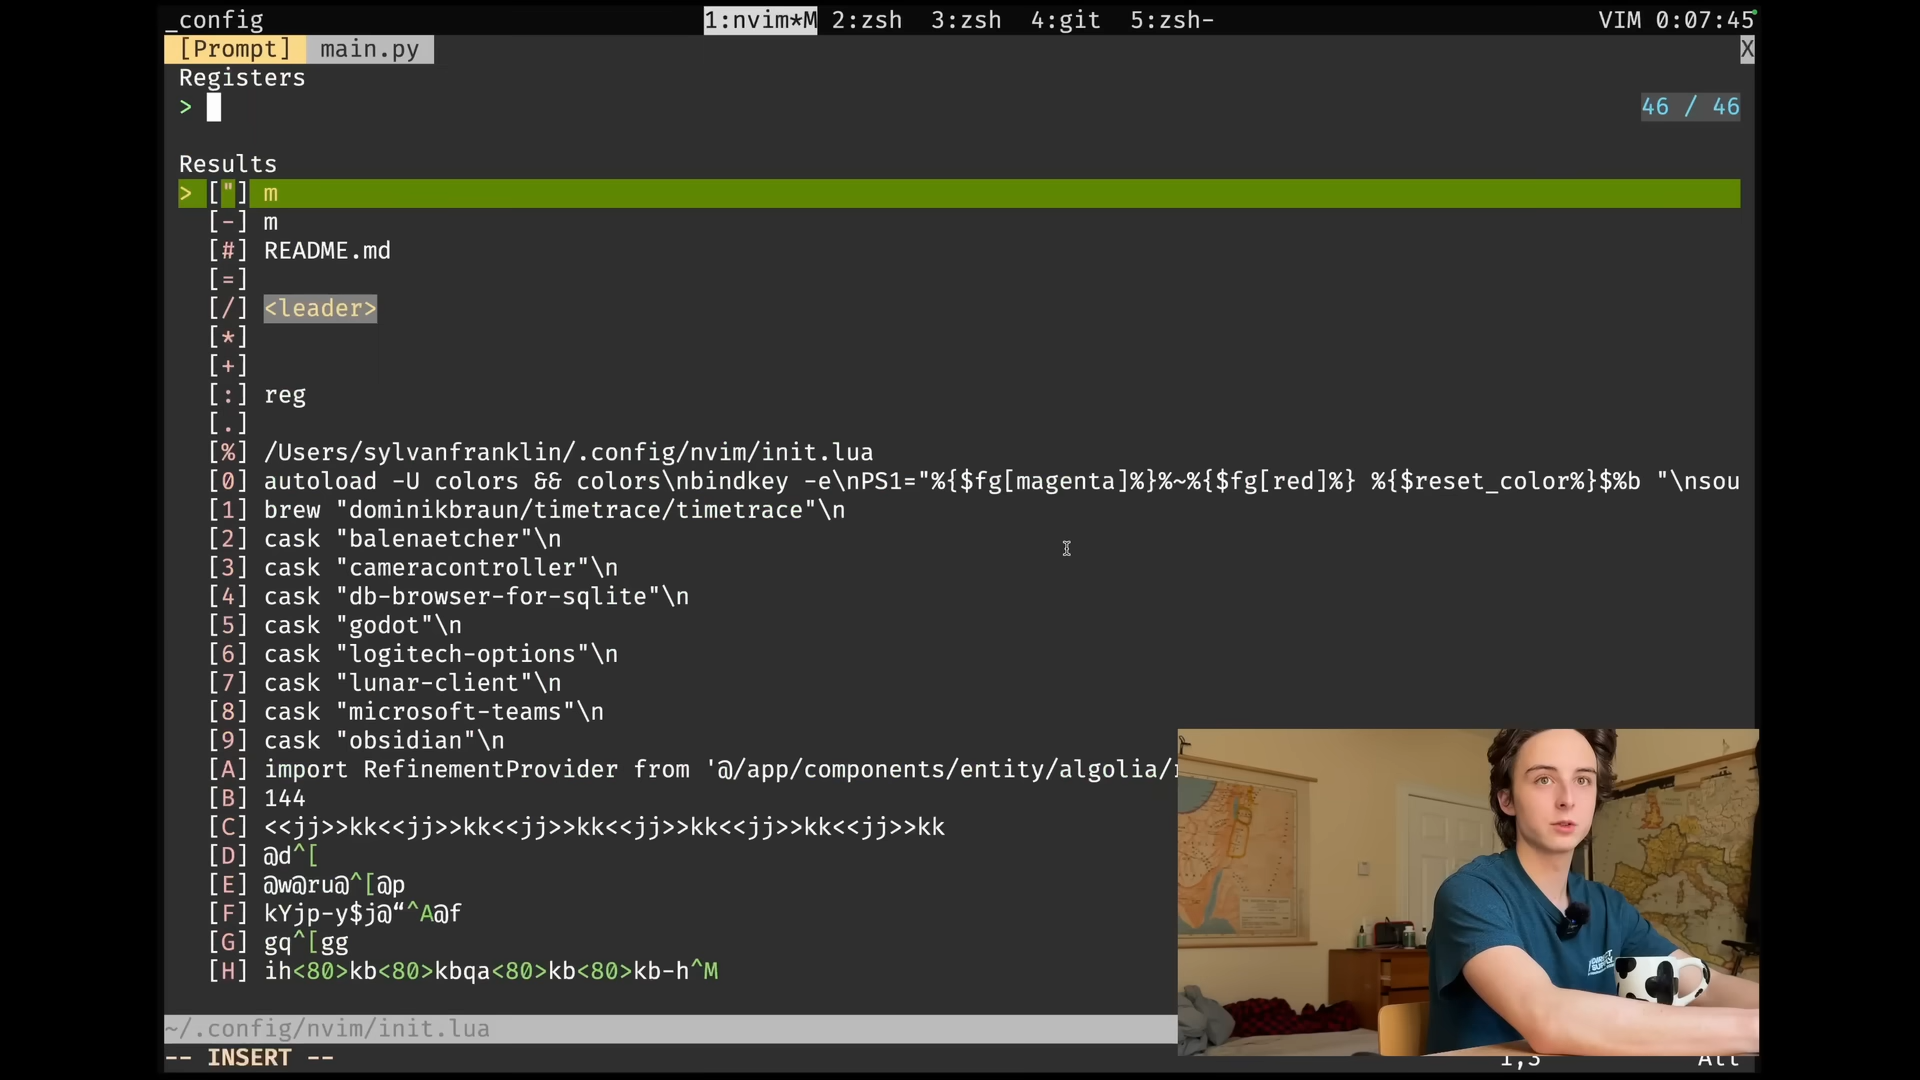 _config 1:nvim*M 2:zsh 3:zsh 4:git 5:zsh- VIM 0:07:45
[Prompt] main.py X
Registers
> 46 / 46
Results
> ["] m
[-] m
[#] README.md
[=]
[/] <leader>
[*]
[+]
[:] reg
[.]
[%] /Users/sylvanfranklin/.config/nvim/init.lua
[0] autoload -U colors && colors\nbindkey -e\nPS1="%{$fg[magenta]%}%~%{$fg[red]%} %{$reset_color%}$%b "\nsou
[1] brew "dominikbraun/timetrace/timetrace"\n
[2] cask "balenaetcher"\n
[3] cask "cameracontroller"\n
[4] cask "db-browser-for-sqlite"\n
[5] cask "godot"\n
[6] cask "logitech-options"\n
[7] cask "lunar-client"\n
[8] cask "microsoft-teams"\n
[9] cask "obsidian"\n
[A] import RefinementProvider from '@/app/components/entity/algolia/
[B] 144
[C] <<jj>>kk<<jj>>kk<<jj>>kk<<jj>>kk<<jj>>kk<<jj>>kk
[D] @d^[
[E] @w@ru@^[@p
[F] kYjp-y$j@“^A@f
[G] gq^[gg
[H] ih<80>kb<80>kbqa<80>kb<80>kb-h^M
~/.config/nvim/init.lua
-- INSERT -- 1,3 All
DIRECT
SUPPLY